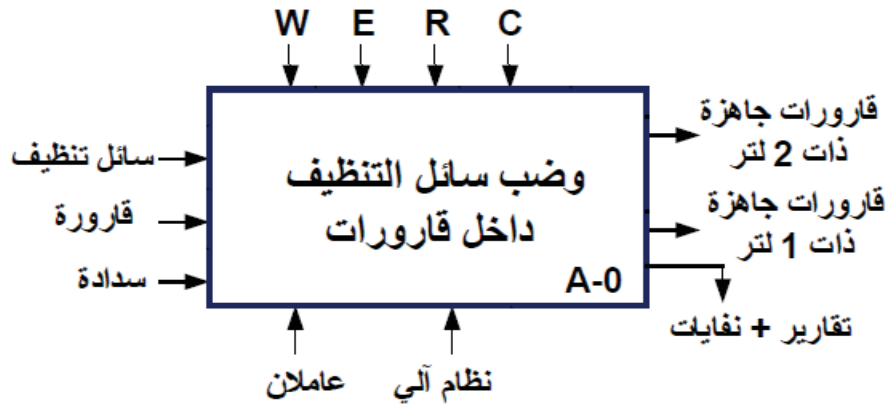 W E R C
قارورات جاهزة
ذات 2 لتر
سائل تنظيف
وضب سائل التنظيف
داخل قارورات
قارورة
قارورات جاهزة
ذات 1 لتر
سدادة
A-0
تقارير + نفايات
عاملان
نظام آلي